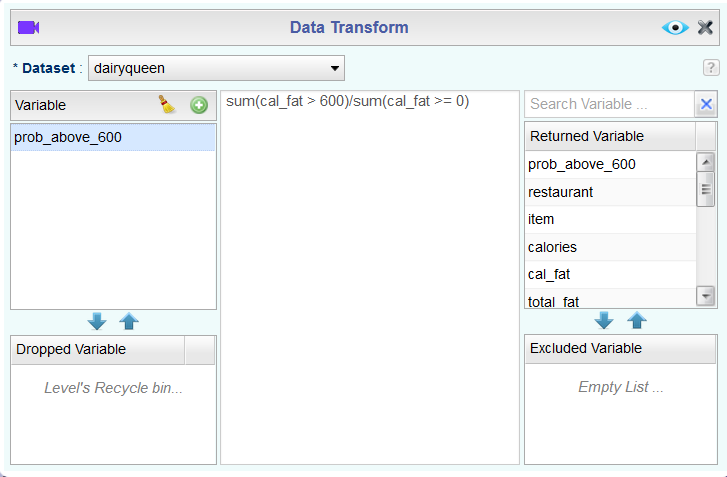 Data Transform
* Dataset : dairyqueen
?
Variable
prob_above_600
sum(cal_fat > 600)/sum(cal_fat >= 0)
Search Variable ...
Returned Variable
prob_above_600
restaurant
item
calories
cal_fat
total_fat
Dropped Variable
Level's Recycle bin...
Excluded Variable
Empty List ...